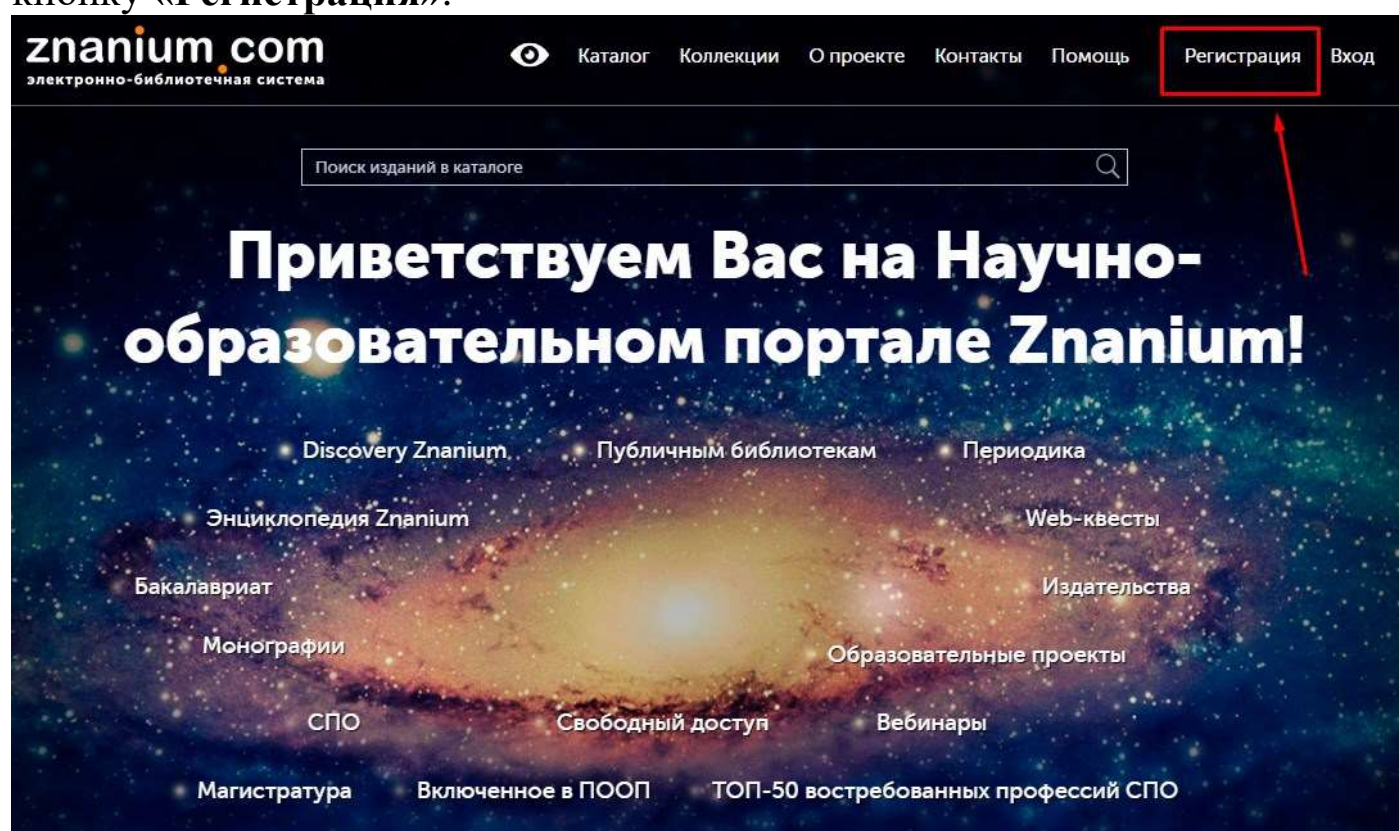 кнопку «Регистрация».
znanium.com
электронно-библиотечная система
Каталог Коллекции О проекте Контакты Помощь Регистрация Вход
Поиск изданий в каталоге
Приветствуем Вас на Научно-
образовательном портале Znanium!
Discovery Znanium Публичным библиотекам Периодика
Энциклопедия Znanium Web-квесты
Бакалавриат Издательства
Монографии Образовательные проекты
СПО Свободный доступ Вебинары
Магистратура Включенное в ПООП ТОП-50 востребованных профессий СПО